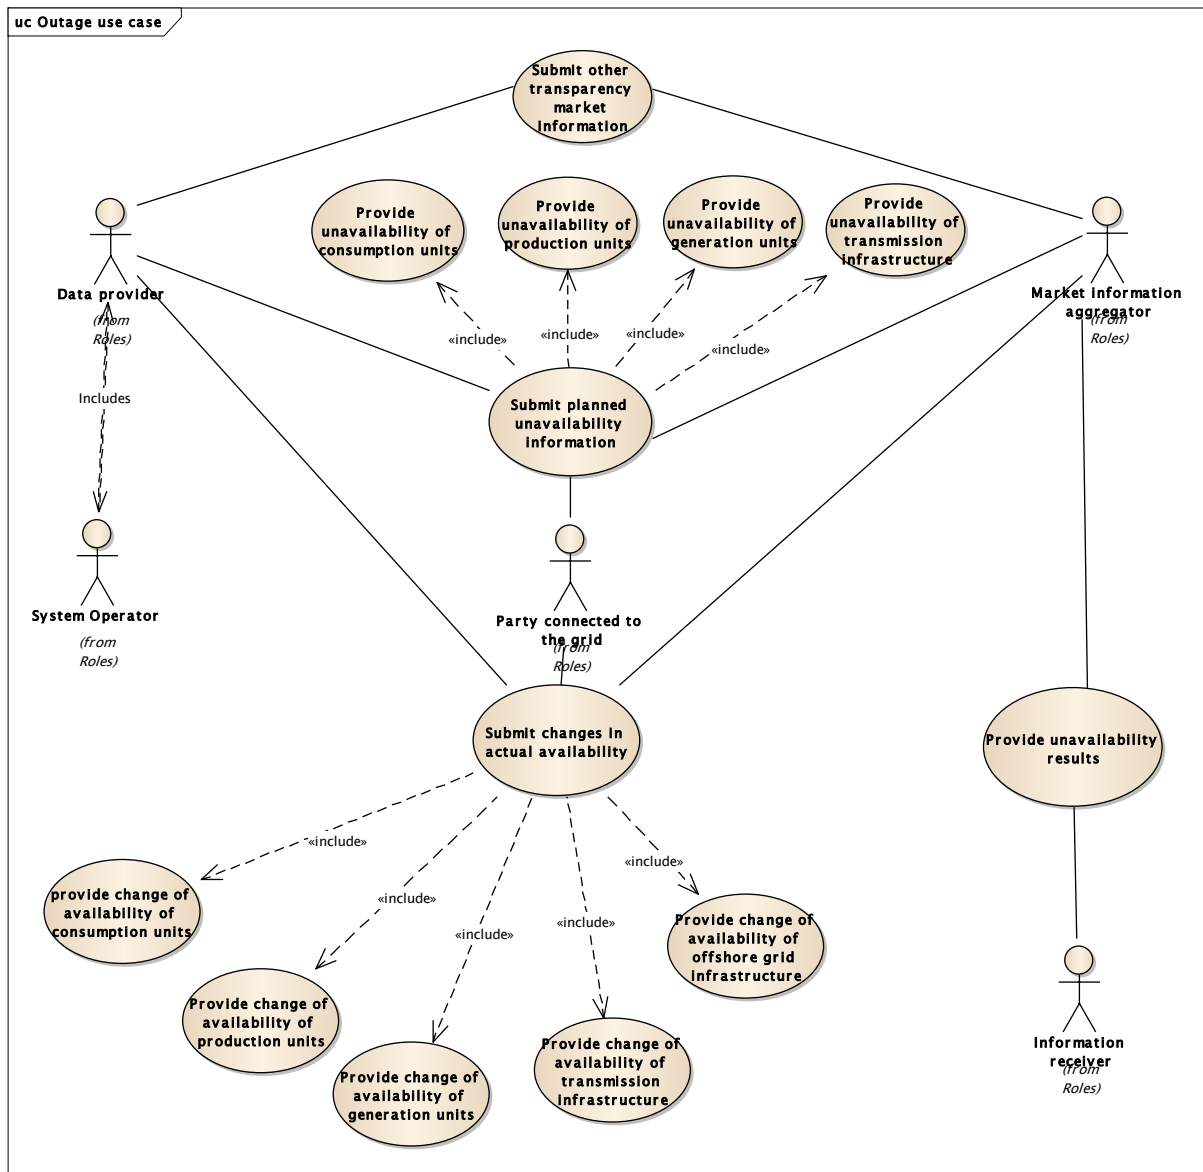 uc Outage use case
Submit other
transparency
market
information
Provide
unavailability of
consumption units
Provide
unavailability of
production units
Provide
unavailability of
generation units
Provide
unavailability of
transmission
infrastructure
Data provider
(from
Roles)
Market information
aggregator
(from
Roles)
«include»
«include»
«include»
«include»
Includes
Submit planned
unavailability
information
System Operator
(from
Roles)
Party connected to
the grid
(from
Roles)
Submit changes in
actual availability
Provide unavailability
results
«include»
«include»
«include»
«include»
«include»
provide change of
availability of
consumption units
Provide change of
availability of
production units
Provide change of
availability of
generation units
Provide change of
availability of
transmission
infrastructure
Provide change of
availability of
offshore grid
infrastructure
Information
receiver
(from
Roles)